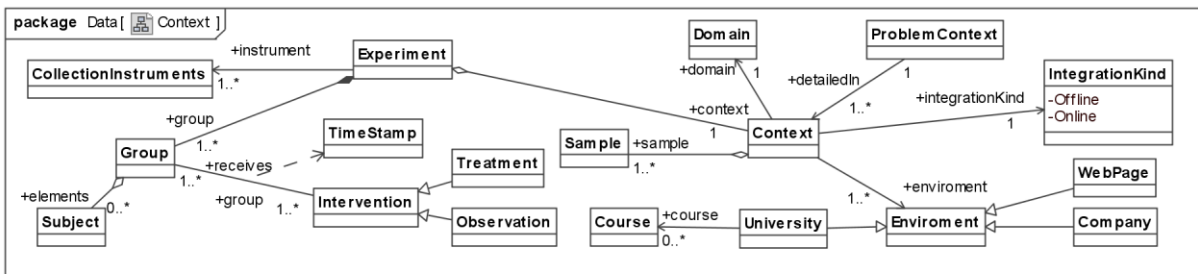 package Data [ Context ]
Domain
ProblemContext
+instrument
Experiment
CollectionInstruments
1..*
+domain
1
+detailedIn
1
IntegrationKind
-Offline
-Online
+integrationKind
1
1..*
+context
1
Context
+group
1..*
TimeStamp
Sample
+sample
1..*
Group
+receives
1..*
Treatment
WebPage
+elements
0..*
+group
1..*
Intervention
+enviroment
1..*
Subject
Observation
Course
+course
0..*
University
Enviroment
Company